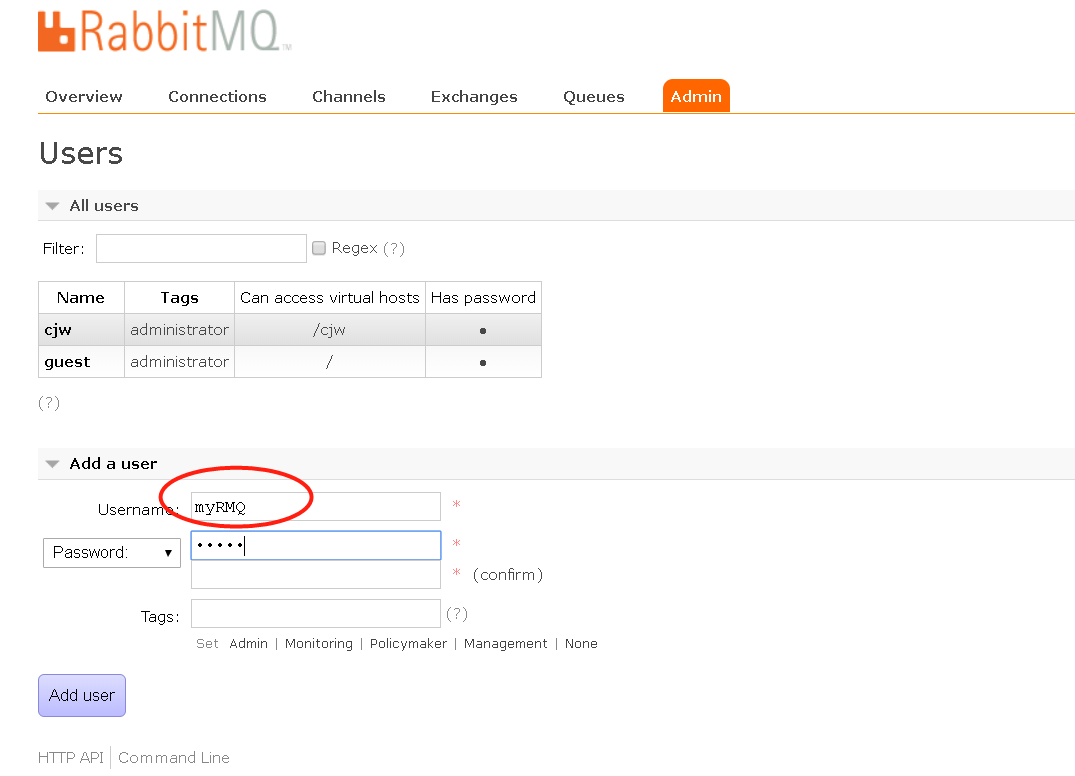 RabbitMQ TM
Overview Connections Channels Exchanges Queues Admin
Users
All users
Filter: Regex (?)
Name Tags Can access virtual hosts Has password
cjw administrator /cjw •
guest administrator / •
(?)
Add a user
Username: myRMQ *
Password: ▾ ••••• *
* (confirm)
Tags: (?)
Set Admin | Monitoring | Policymaker | Management | None
Add user
HTTP API | Command Line